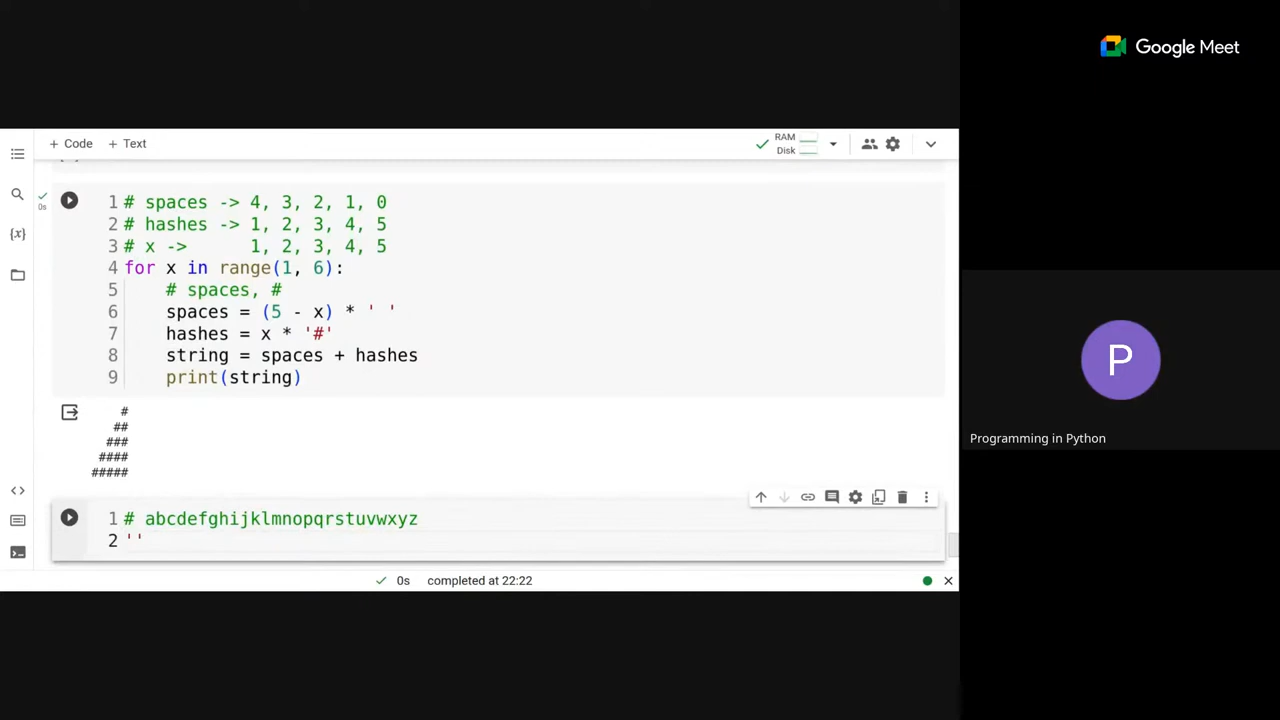 Google Meet
+ Code + Text
RAM
Disk
{x}
0s
1 # spaces -> 4, 3, 2, 1, 0
2 # hashes -> 1, 2, 3, 4, 5
3 # x -> 1, 2, 3, 4, 5
4 for x in range(1, 6):
5 # spaces, #
6 spaces = (5 - x) * ' '
7 hashes = x * '#'
8 string = spaces + hashes
9 print(string)
#
##
###
####
#####
1 # abcdefghijklmnopqrstuvwxyz
2 ''
0s completed at 22:22
P
Programming in Python